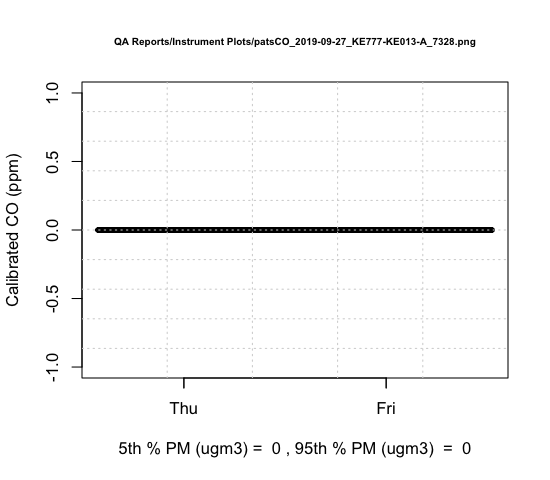 QA Reports/Instrument Plots/patsCO_2019-09-27_KE777-KE013-A_7328.png
1.0
0.5
0.0
-0.5
-1.0
Calibrated CO (ppm)
Thu Fri
5th % PM (ugm3) = 0 , 95th % PM (ugm3) = 0